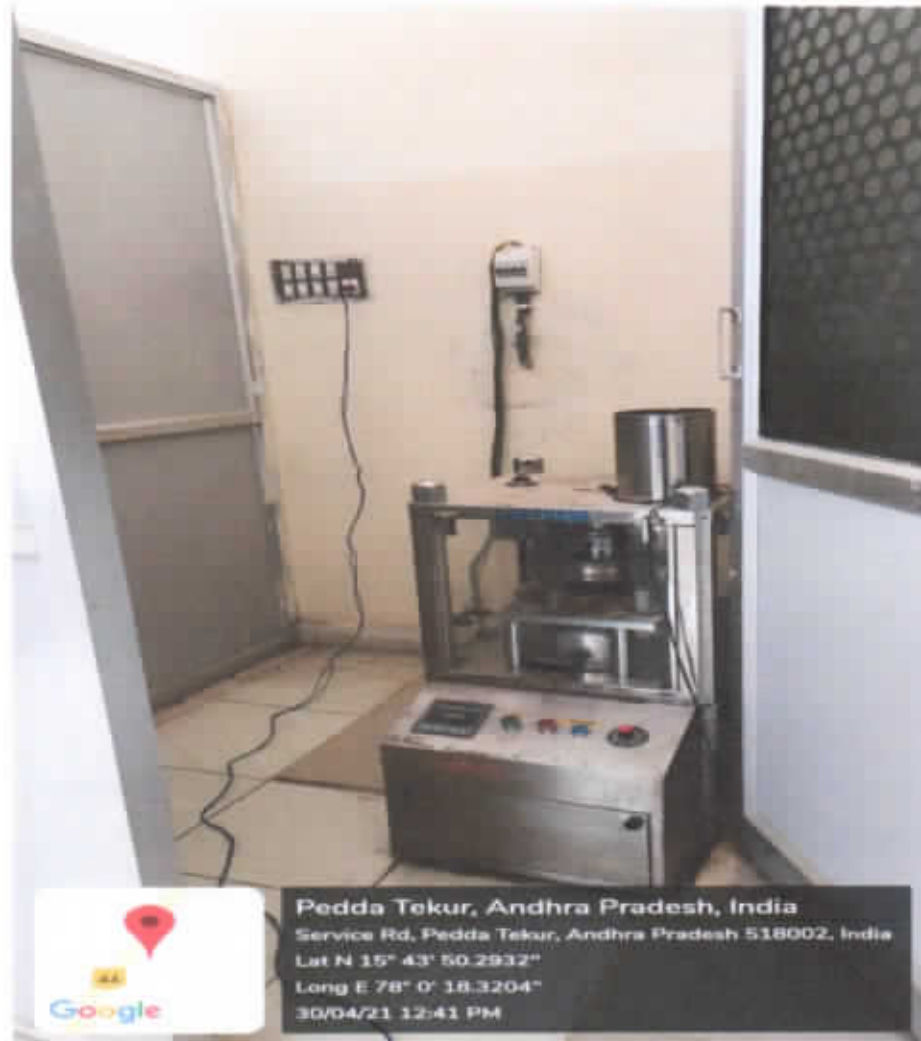 Pedda Tekur, Andhra Pradesh, India
Service Rd, Pedda Tekur, Andhra Pradesh 518002, India
Lat N 15° 43' 50.2932"
Long E 78° 0' 18.3204"
30/04/21 12:41 PM
44
Google